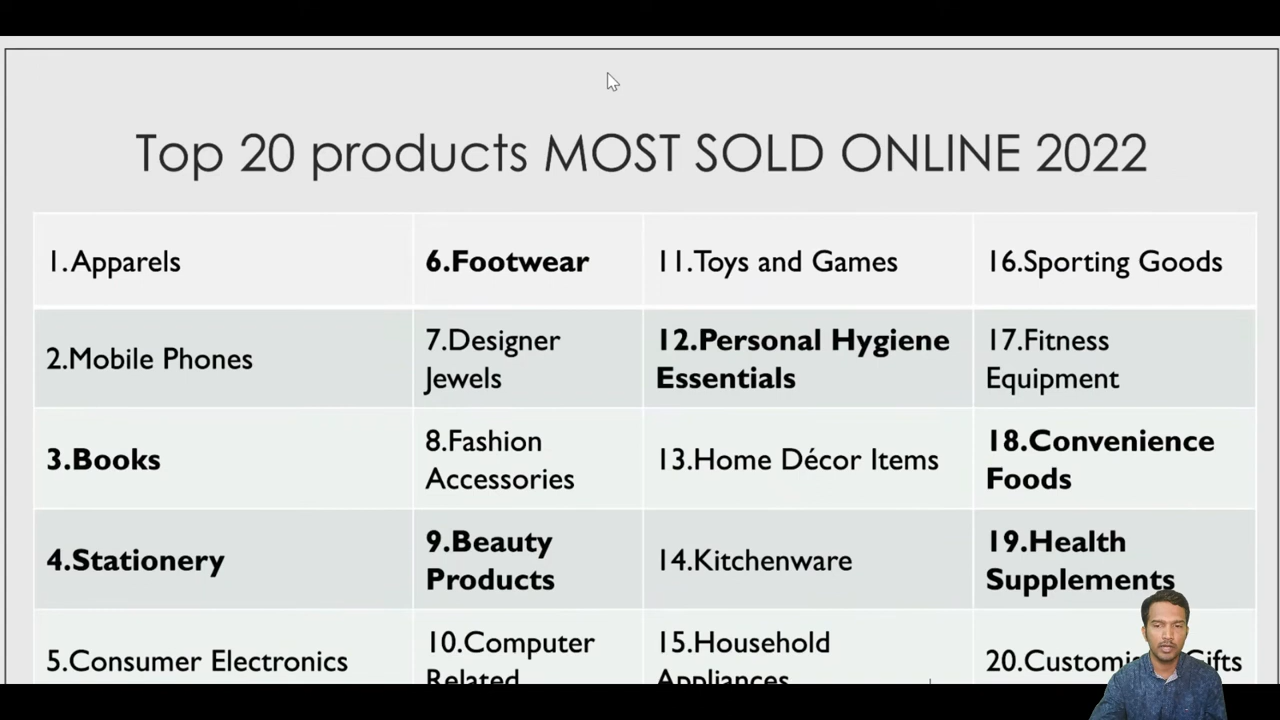 Top 20 products MOST SOLD ONLINE 2022
1.Apparels
6.Footwear
11.Toys and Games
16.Sporting Goods
2.Mobile Phones
7.Designer
Jewels
12.Personal Hygiene
Essentials
17.Fitness
Equipment
3.Books
8.Fashion
Accessories
13.Home Décor Items
18.Convenience
Foods
4.Stationery
9.Beauty
Products
14.Kitchenware
19.Health
Supplements
5.Consumer Electronics
10.Computer
Related
15.Household
Appliances
20. Gifts